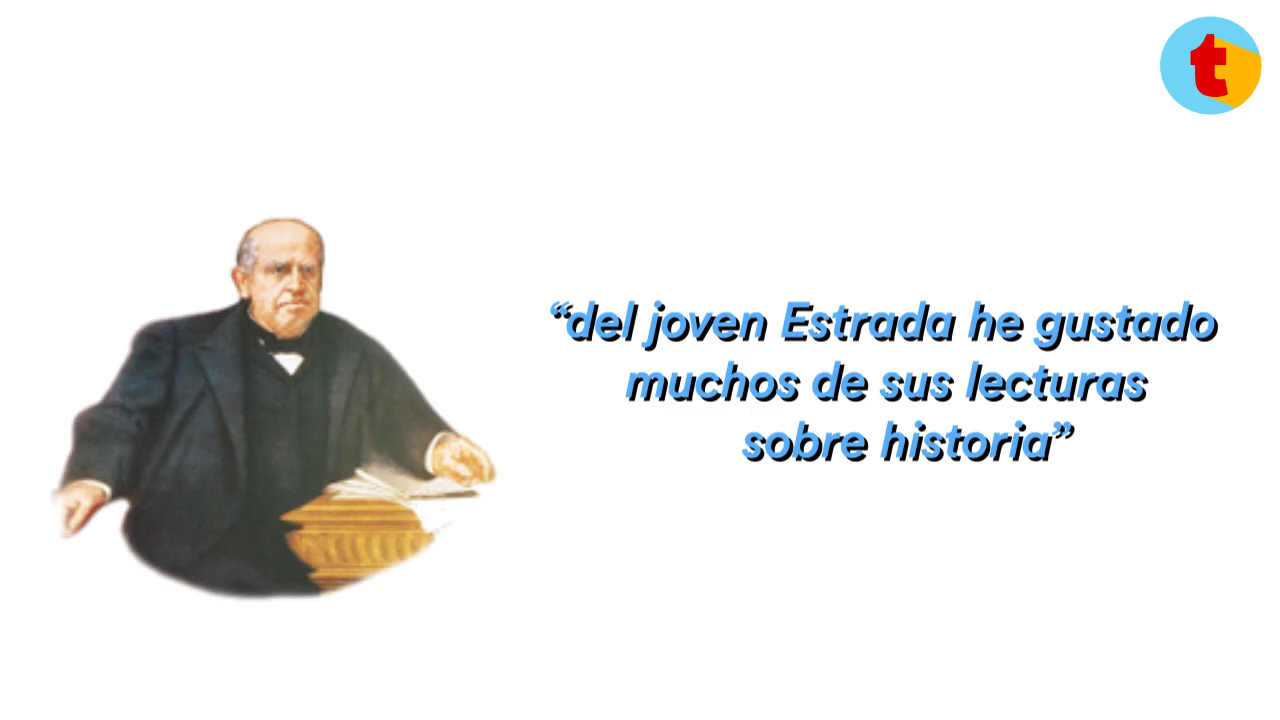 t
“del joven Estrada he gustado
muchos de sus lecturas
sobre historia”